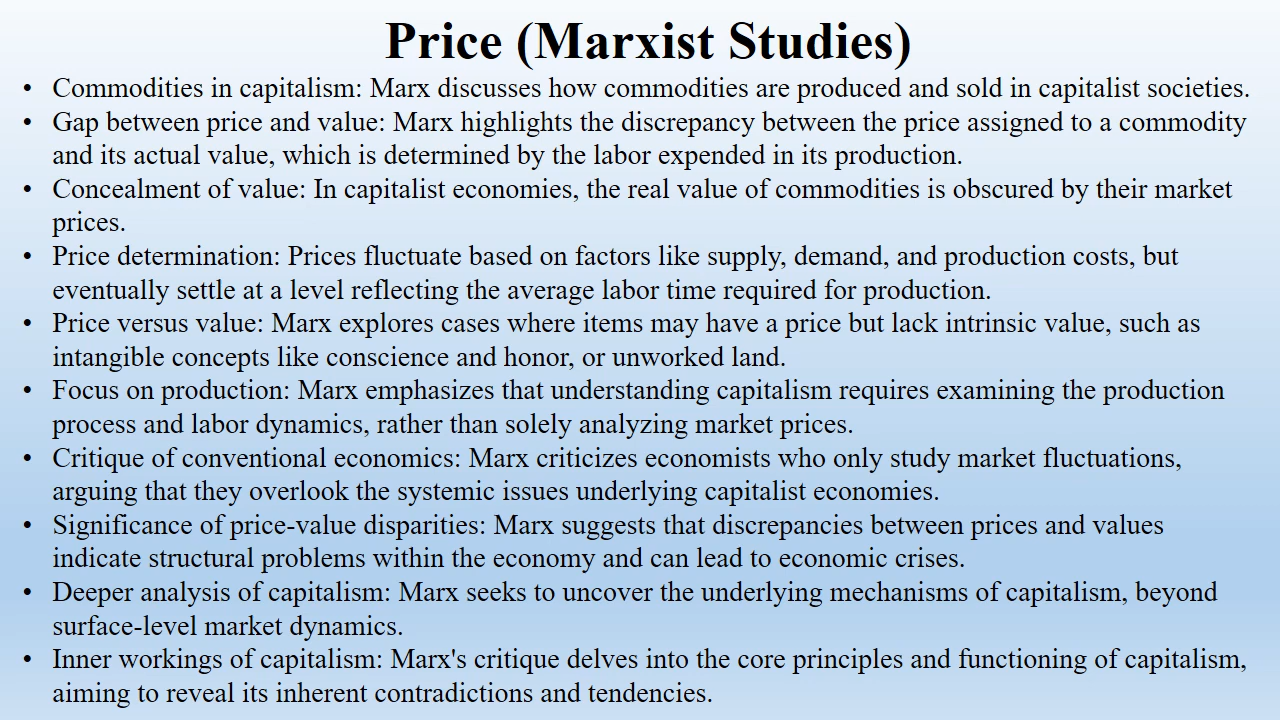 Price (Marxist Studies)
• Commodities in capitalism: Marx discusses how commodities are produced and sold in capitalist societies.
• Gap between price and value: Marx highlights the discrepancy between the price assigned to a commodity
and its actual value, which is determined by the labor expended in its production.
• Concealment of value: In capitalist economies, the real value of commodities is obscured by their market
prices.
• Price determination: Prices fluctuate based on factors like supply, demand, and production costs, but
eventually settle at a level reflecting the average labor time required for production.
• Price versus value: Marx explores cases where items may have a price but lack intrinsic value, such as
intangible concepts like conscience and honor, or unworked land.
• Focus on production: Marx emphasizes that understanding capitalism requires examining the production
process and labor dynamics, rather than solely analyzing market prices.
• Critique of conventional economics: Marx criticizes economists who only study market fluctuations,
arguing that they overlook the systemic issues underlying capitalist economies.
• Significance of price-value disparities: Marx suggests that discrepancies between prices and values
indicate structural problems within the economy and can lead to economic crises.
• Deeper analysis of capitalism: Marx seeks to uncover the underlying mechanisms of capitalism, beyond
surface-level market dynamics.
• Inner workings of capitalism: Marx's critique delves into the core principles and functioning of capitalism,
aiming to reveal its inherent contradictions and tendencies.